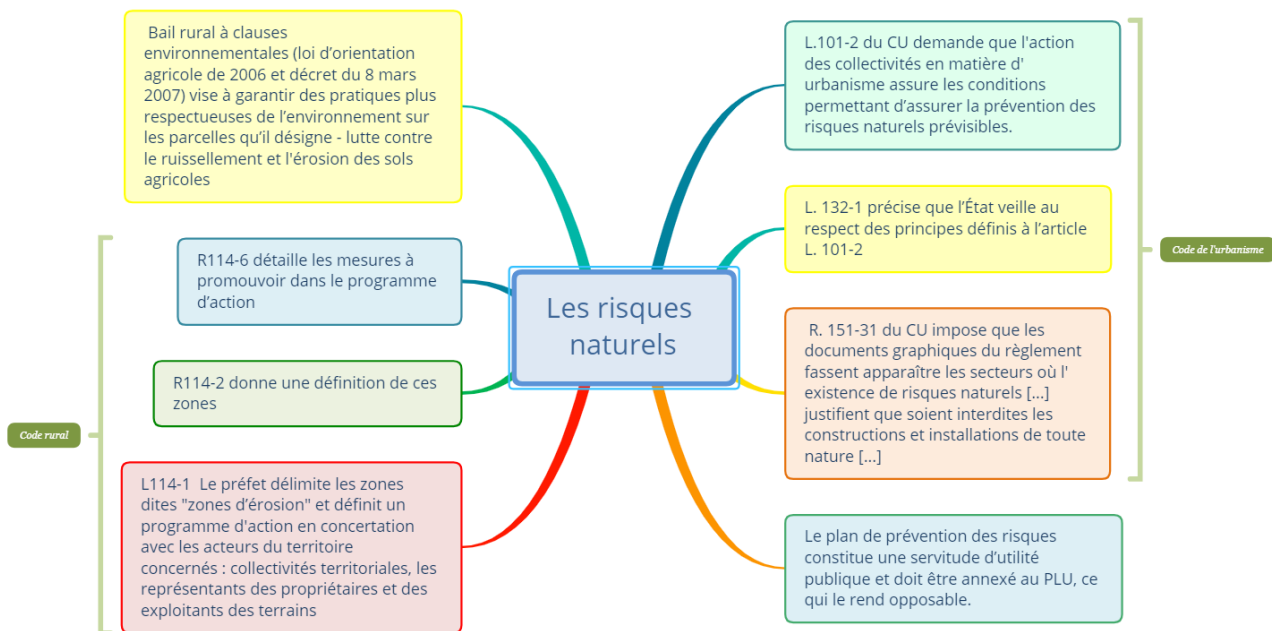 Bail rural à clauses
environnementales (loi d’orientation
agricole de 2006 et décret du 8 mars
2007) vise à garantir des pratiques plus
respectueuses de l’environnement sur
les parcelles qu’il désigne - lutte contre
le ruissellement et l'érosion des sols
agricoles
R114-6 détaille les mesures à
promouvoir dans le programme
d’action
R114-2 donne une définition de ces
zones
Code rural
L114-1 Le préfet délimite les zones
dites "zones d’érosion" et définit un
programme d'action en concertation
avec les acteurs du territoire
concernés : collectivités territoriales, les
représentants des propriétaires et des
exploitants des terrains
Les risques
naturels
L.101-2 du CU demande que l'action
des collectivités en matière d'
urbanisme assure les conditions
permettant d’assurer la prévention des
risques naturels prévisibles.
L. 132-1 précise que l’État veille au
respect des principes définis à l’article
L. 101-2
Code de l'urbanisme
R. 151-31 du CU impose que les
documents graphiques du règlement
fassent apparaître les secteurs où l'
existence de risques naturels [...]
justifient que soient interdites les
constructions et installations de toute
nature [...]
Le plan de prévention des risques
constitue une servitude d’utilité
publique et doit être annexé au PLU, ce
qui le rend opposable.